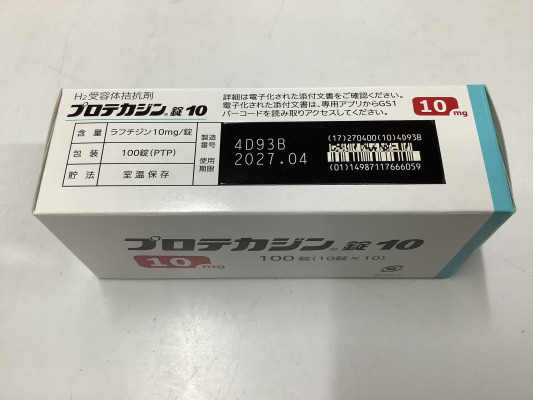 H2受容体拮抗剤
プロテカジン®錠10
詳細は電子化された添付文書をご確認ください。
電子化された添付文書は、専用アプリからGS1
バーコードを読み取りアクセスしてください。
10mg
含量 ラフチジン10mg/錠
包装 100錠(PTP)
貯法 室温保存
製造番号 4D93B
使用期限 2027.04
(17)270400(10)4D93B
(01)14987117666059
プロテカジン®錠10
10mg
100錠(10錠×10)